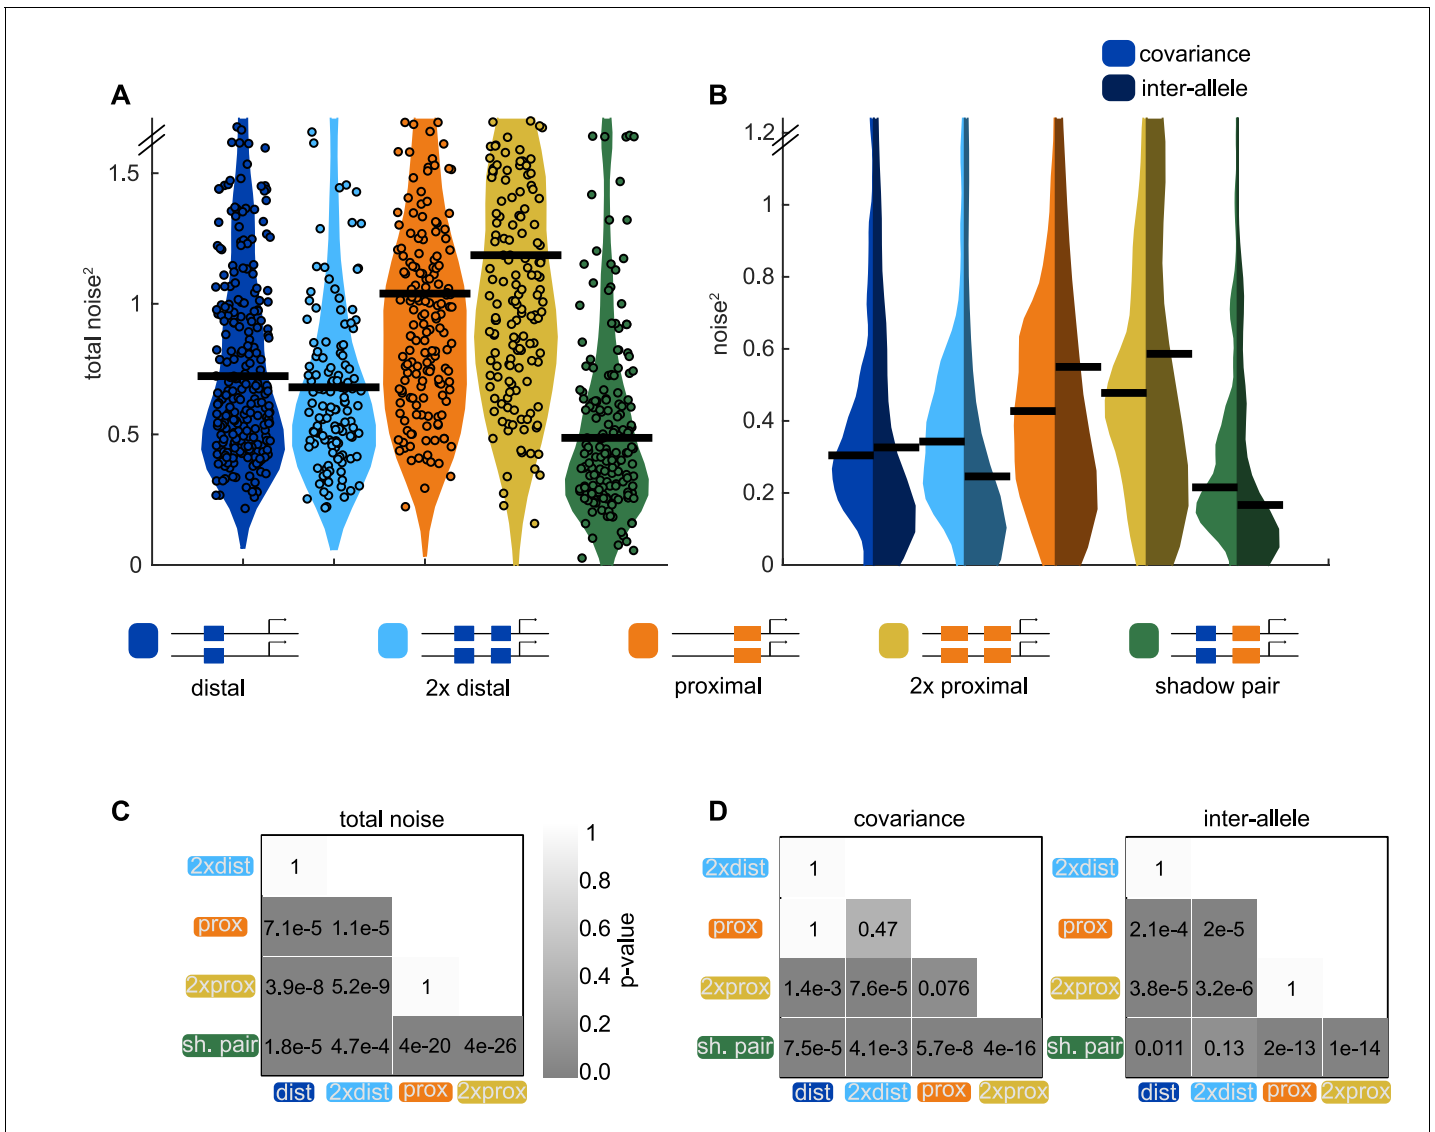 covariance
inter-allele
A
B
total noise²
1.5
1
0.5
0
noise²
1.2
1
0.8
0.6
0.4
0.2
0
distal
2x distal
proximal
2x proximal
shadow pair
C
total noise
2xdist
1
prox
7.1e-5 1.1e-5
2xprox
3.9e-8 5.2e-9 1
sh. pair
1.8e-5 4.7e-4 4e-20 4e-26
dist 2xdist prox 2xprox
1
0.8
0.6
0.4
0.2
0.0
p-value
D
covariance
2xdist
1
prox
1 0.47
2xprox
1.4e-3 7.6e-5 0.076
sh. pair
7.5e-5 4.1e-3 5.7e-8 4e-16
dist 2xdist prox 2xprox
inter-allele
2xdist
1
prox
2.1e-4 2e-5
2xprox
3.8e-5 3.2e-6 1
sh. pair
0.011 0.13 2e-13 1e-14
dist 2xdist prox 2xprox